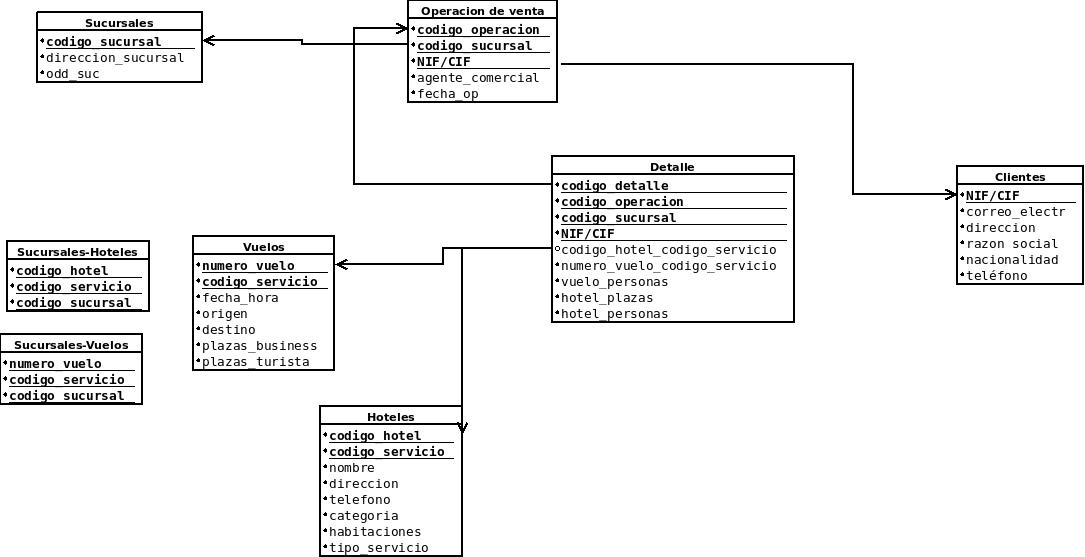 Sucursales
codigo_sucursal
direccion_sucursal
odd_suc
Operacion de venta
codigo_operacion
codigo_sucursal
NIF/CIF
agente_comercial
fecha_op
Detalle
codigo_detalle
codigo_operacion
codigo_sucursal
NIF/CIF
codigo_hotel_codigo_servicio
numero_vuelo_codigo_servicio
vuelo_personas
hotel_plazas
hotel_personas
Clientes
NIF/CIF
correo_electr
direccion
razon social
nacionalidad
teléfono
Sucursales-Hoteles
codigo_hotel
codigo_servicio
codigo_sucursal
Vuelos
numero_vuelo
codigo_servicio
fecha_hora
origen
destino
plazas_business
plazas_turista
Sucursales-Vuelos
numero_vuelo
codigo_servicio
codigo_sucursal
Hoteles
codigo_hotel
codigo_servicio
nombre
direccion
telefono
categoria
habitaciones
tipo_servicio